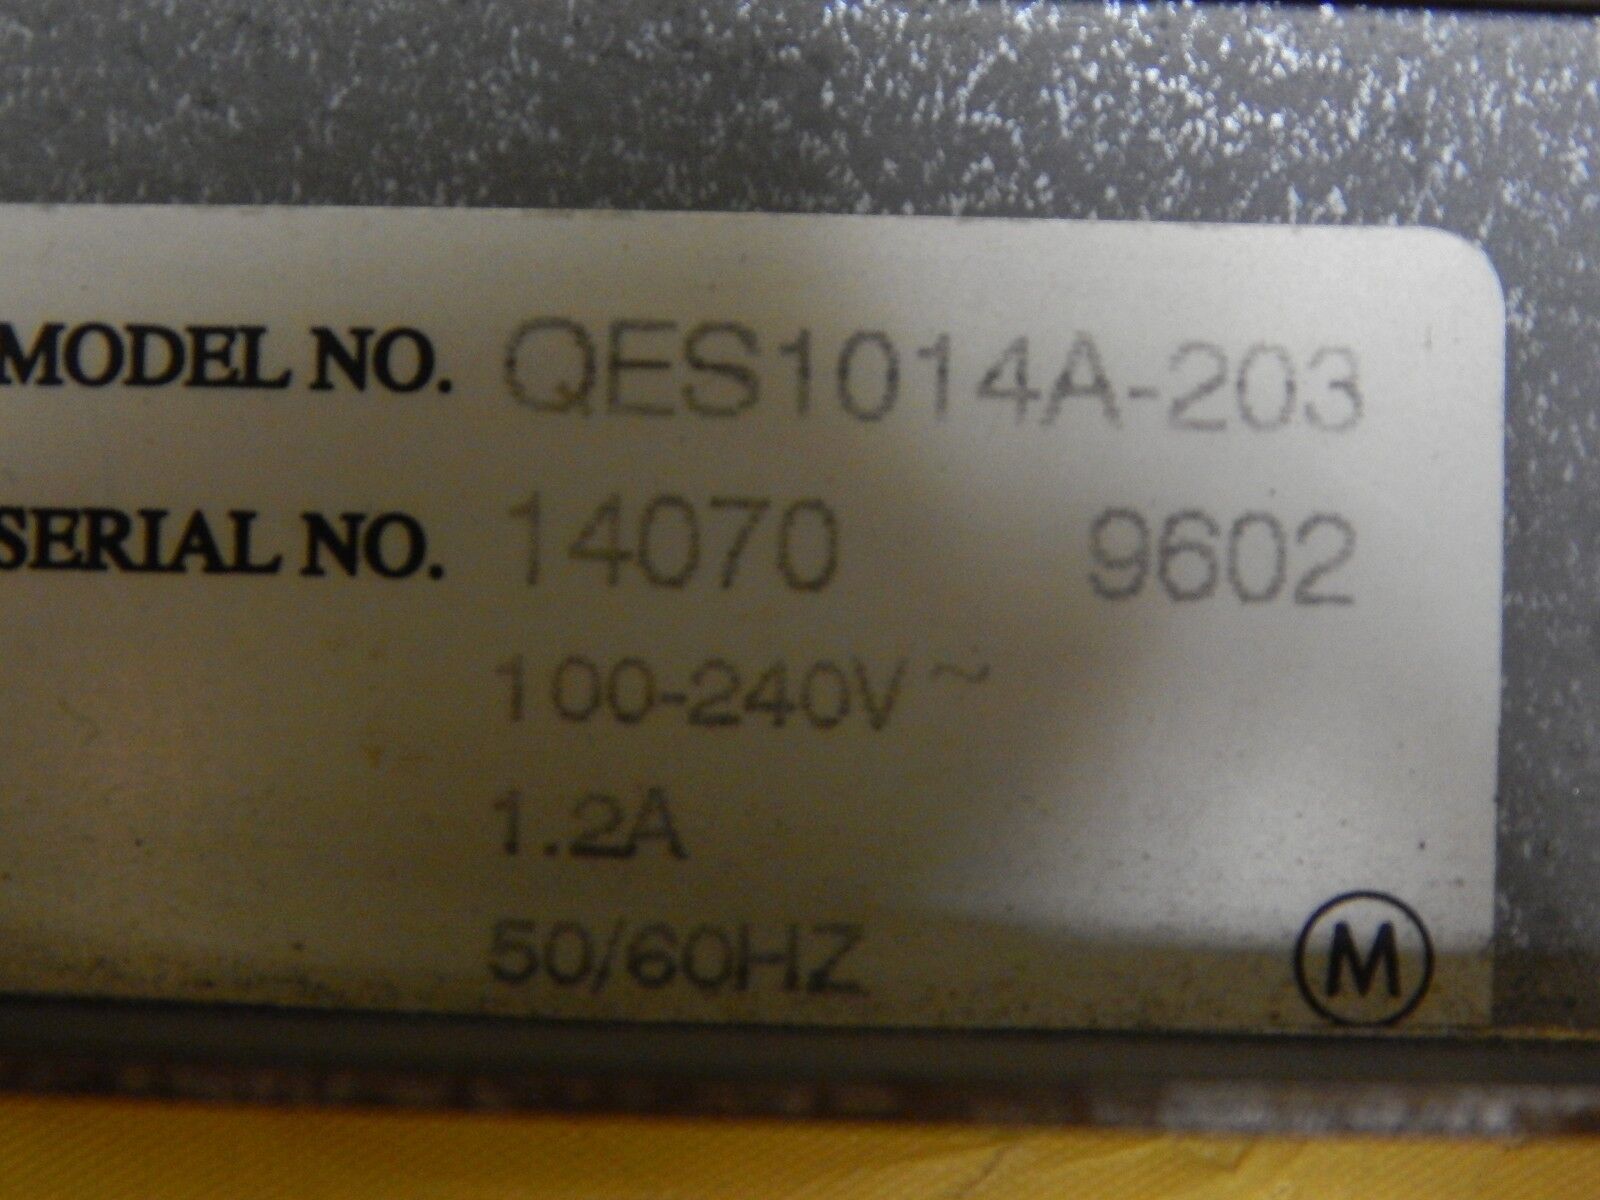 MODEL NO. QES1014A-203
SERIAL NO. 14070 9602
100-240V~
1.2A
50/60HZ
M